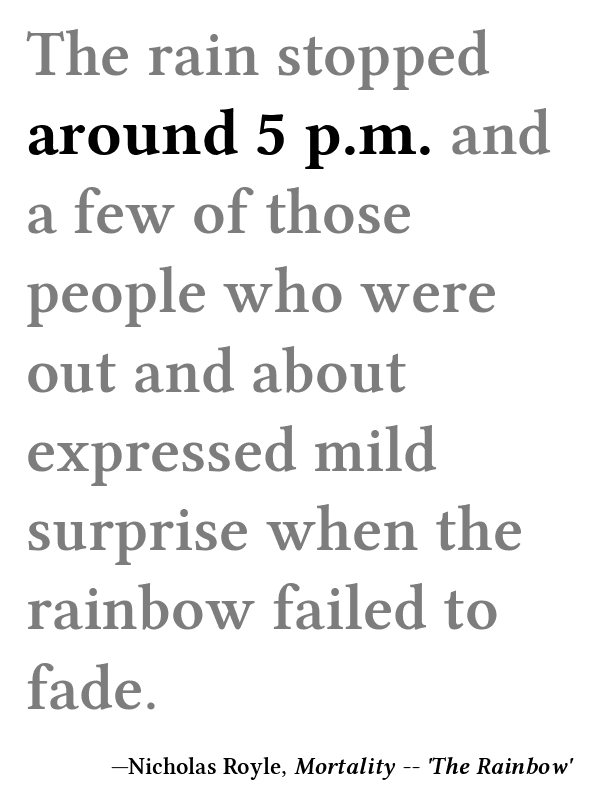 The rain stopped
around 5 p.m. and
a few of those
people who were
out and about
expressed mild
surprise when the
rainbow failed to
fade.
—Nicholas Royle, Mortality -- 'The Rainbow'